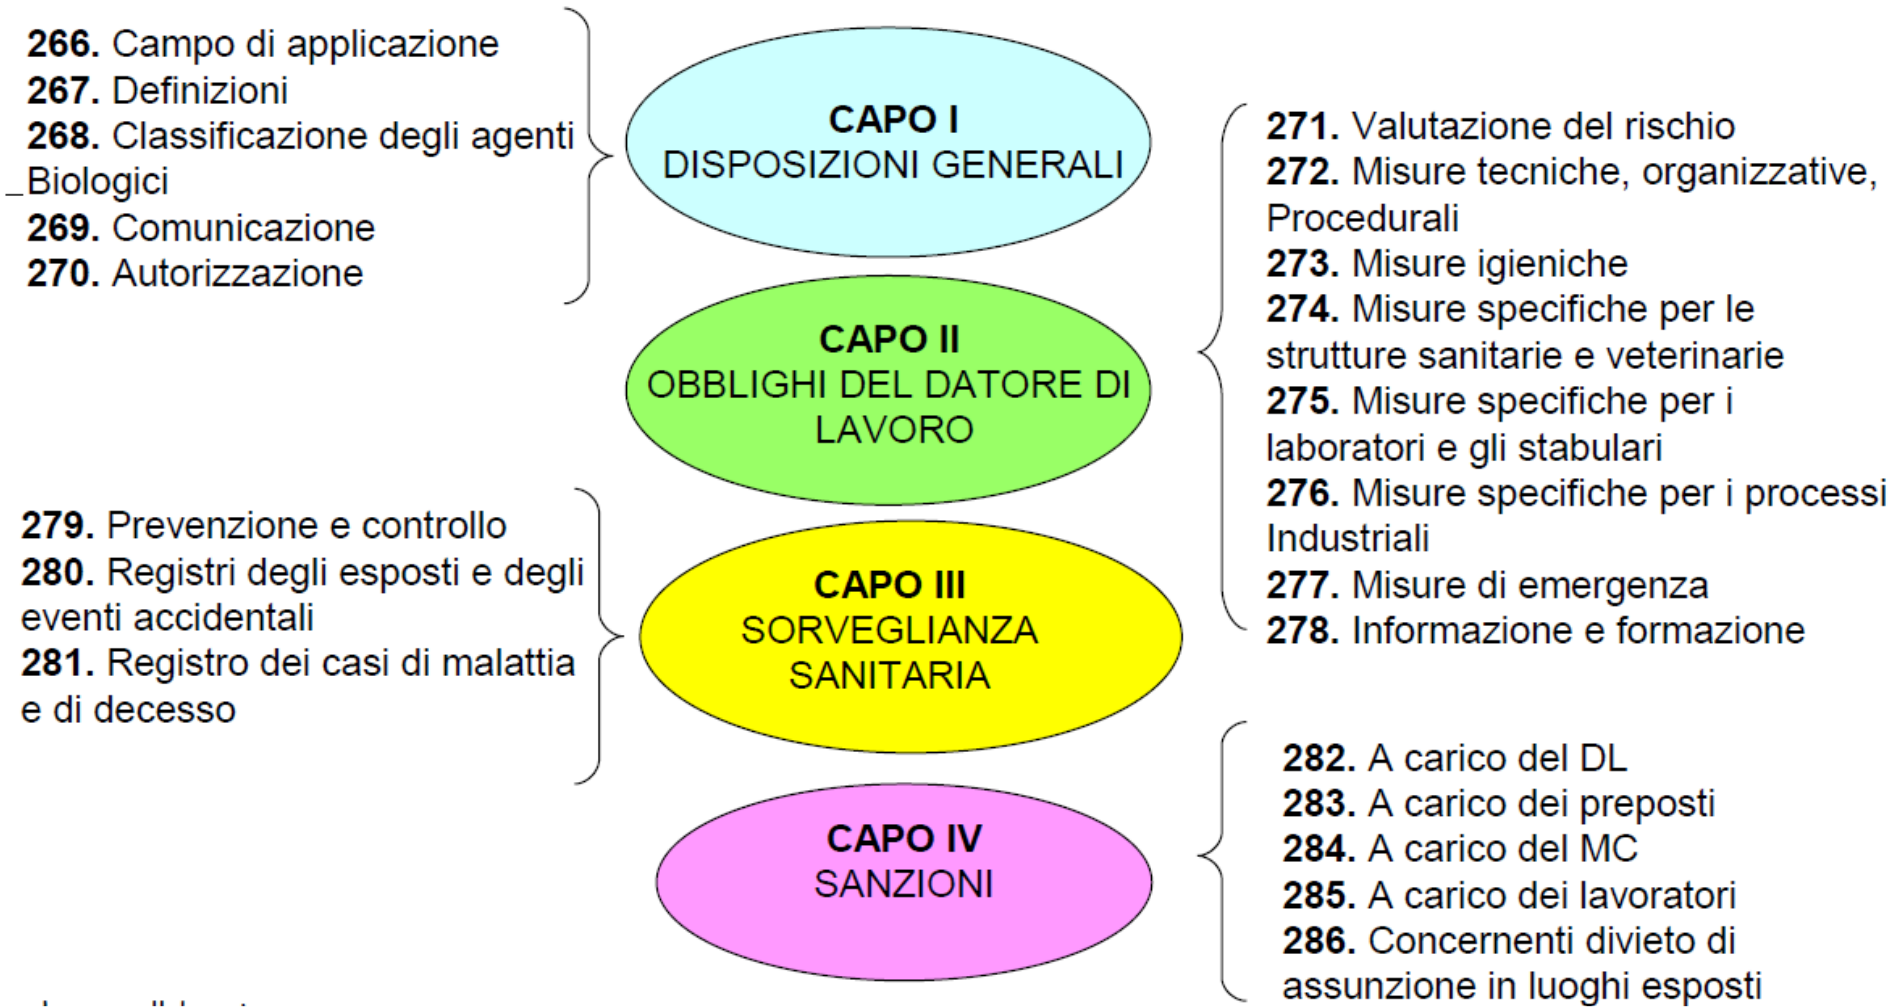 266. Campo di applicazione
267. Definizioni
268. Classificazione degli agenti
_Biologici
269. Comunicazione
270. Autorizzazione
CAPO I
DISPOSIZIONI GENERALI
271. Valutazione del rischio
272. Misure tecniche, organizzative,
Procedurali
273. Misure igieniche
274. Misure specifiche per le
strutture sanitarie e veterinarie
275. Misure specifiche per i
laboratori e gli stabulari
276. Misure specifiche per i processi
Industriali
277. Misure di emergenza
278. Informazione e formazione
CAPO II
OBBLIGHI DEL DATORE DI
LAVORO
279. Prevenzione e controllo
280. Registri degli esposti e degli
eventi accidentali
281. Registro dei casi di malattia
e di decesso
CAPO III
SORVEGLIANZA
SANITARIA
CAPO IV
SANZIONI
282. A carico del DL
283. A carico dei preposti
284. A carico del MC
285. A carico dei lavoratori
286. Concernenti divieto di
assunzione in luoghi esposti